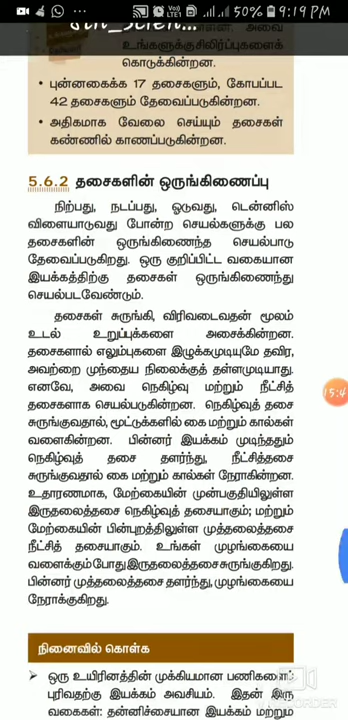 50% 9:19 PM
உங்களுக்குசிலிர்ப்புகளைக்
கொடுக்கின்றன.
• புன்னகைக்க 17 தசைகளும், கோபப்பட
42 தசைகளும் தேவைப்படுகின்றன.
• அதிகமாக வேலை செய்யும் தசைகள்
கண்ணில் காணப்படுகின்றன.
5.6.2 தசைகளின் ஒருங்கிணைப்பு
நிற்பது, நடப்பது, ஓடுவது, டென்னிஸ்
விளையாடுவது போன்ற செயல்களுக்கு பல
தசைகளின் ஒருங்கிணைந்த செயல்பாடு
தேவைப்படுகிறது. ஒரு குறிப்பிட்ட வகையான
இயக்கத்திற்கு தசைகள் ஒருங்கிணைந்து
செயல்படவேண்டும்.
தசைகள் சுருங்கி, விரிவடைவதன் மூலம்
உடல் உறுப்புக்களை அசைக்கின்றன.
தசைகளால் எலும்புகளை இழுக்கமுடியுமே தவிர,
அவற்றை முந்தைய நிலைக்குத் தள்ளமுடியாது.
எனவே, அவை நெகிழ்வு மற்றும் நீட்சித்
தசைகளாக செயல்படுகின்றன. நெகிழ்வுத் தசை
சுருங்குவதால், மூட்டுக்களில் கை மற்றும் கால்கள்
வளைகின்றன. பின்னர் இயக்கம் முடிந்ததும்
நெகிழ்வுத் தசை தளர்ந்து, நீட்சித்தசை
சுருங்குவதால் கை மற்றும் கால்கள் நேராகின்றன.
உதாரணமாக, மேற்கையின் முன்பகுதியிலுள்ள
இருதலைத்தசை நெகிழ்வுத் தசையாகும்; மற்றும்
மேற்கையின் பின்புறத்திலுள்ள முத்தலைத்தசை
நீட்சித் தசையாகும். உங்கள் முழங்கையை
வளைக்கும் போது இருதலைத்தசை சுருங்குகிறது.
பின்னர் முத்தலைத்தசை தளர்ந்து, முழங்கையை
நேராக்குகிறது.
15:4
நினைவில் கொள்க
➤ ஒரு உயிரினத்தின் முக்கியமான பணிகளைப்
புரிவதற்கு இயக்கம் அவசியம். இதன் இரு
வகைகள்: தன்னிச்சையான இயக்கம் மற்றும்